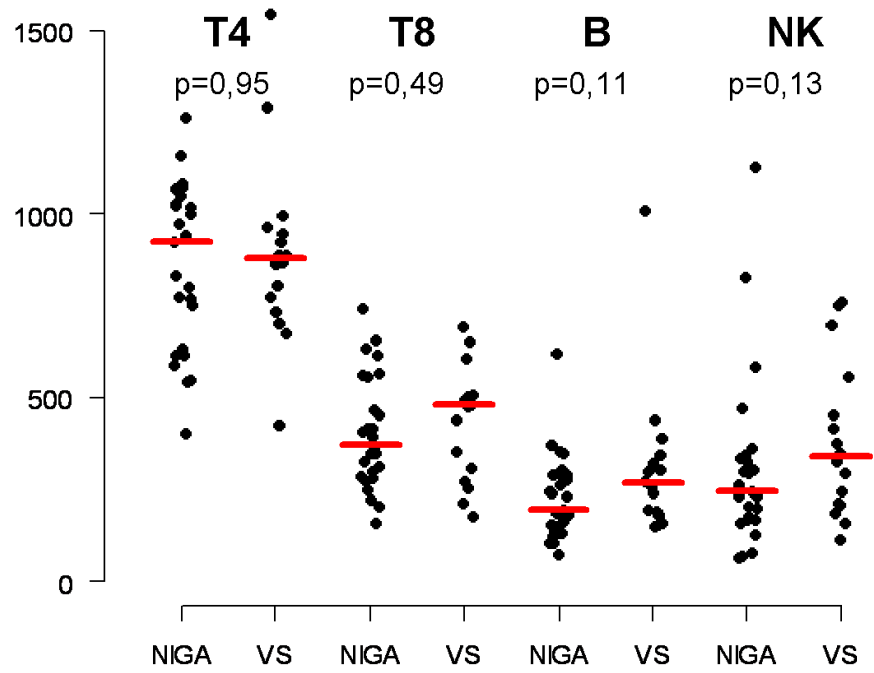 T4 T8 B NK
p=0,95 p=0,49 p=0,11 p=0,13
1500
1000
500
0
NIGA VS NIGA VS NIGA VS NIGA VS